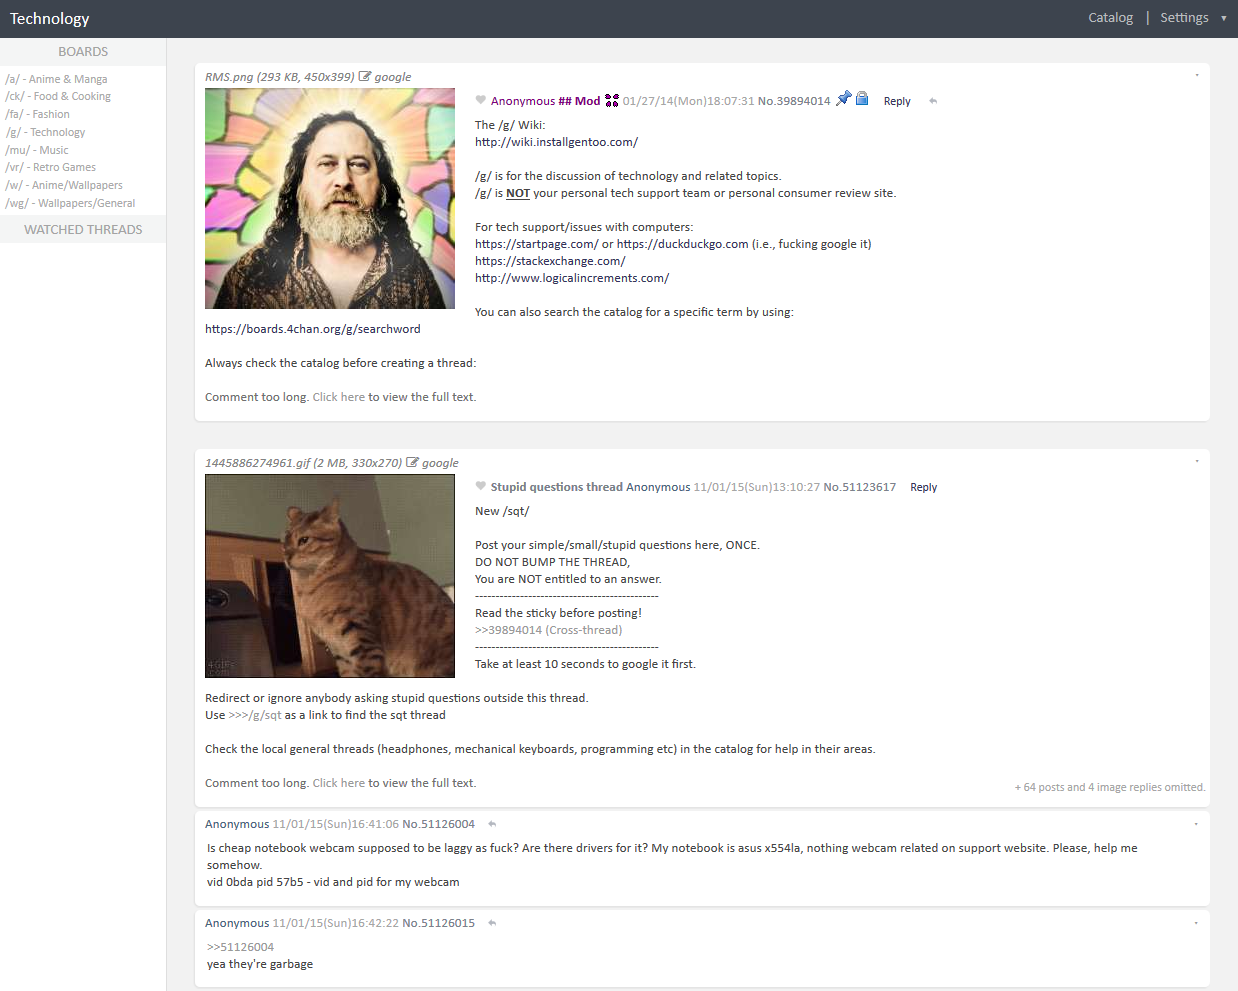 Technology
Catalog | Settings ▾
BOARDS
/a/ - Anime & Manga
/ck/ - Food & Cooking
/fa/ - Fashion
/g/ - Technology
/mu/ - Music
/vr/ - Retro Games
/w/ - Anime/Wallpapers
/wg/ - Wallpapers/General
WATCHED THREADS
RMS.png (293 KB, 450x399) google
Anonymous ## Mod 01/27/14(Mon)18:07:31 No.39894014 Reply
The /g/ Wiki:
http://wiki.installgentoo.com/
/g/ is for the discussion of technology and related topics.
/g/ is NOT your personal tech support team or personal consumer review site.
For tech support/issues with computers:
https://startpage.com/ or https://duckduckgo.com (i.e., fucking google it)
https://stackexchange.com/
http://www.logicalincrements.com/
You can also search the catalog for a specific term by using:
https://boards.4chan.org/g/searchword
Always check the catalog before creating a thread:
Comment too long. Click here to view the full text.
1445886274961.gif (2 MB, 330x270) google
Stupid questions thread Anonymous 11/01/15(Sun)13:10:27 No.51123617 Reply
New /sqt/
Post your simple/small/stupid questions here, ONCE.
DO NOT BUMP THE THREAD,
You are NOT entitled to an answer.
----------------------------------------------
Read the sticky before posting!
>>39894014 (Cross-thread)
----------------------------------------------
Take at least 10 seconds to google it first.
4GIFs
.com
Redirect or ignore anybody asking stupid questions outside this thread.
Use >>>/g/sqt as a link to find the sqt thread
Check the local general threads (headphones, mechanical keyboards, programming etc) in the catalog for help in their areas.
Comment too long. Click here to view the full text.
+ 64 posts and 4 image replies omitted.
Anonymous 11/01/15(Sun)16:41:06 No.51126004
Is cheap notebook webcam supposed to be laggy as fuck? Are there drivers for it? My notebook is asus x554la, nothing webcam related on support website. Please, help me
somehow.
vid 0bda pid 57b5 - vid and pid for my webcam
Anonymous 11/01/15(Sun)16:42:22 No.51126015
>>51126004
yea they're garbage